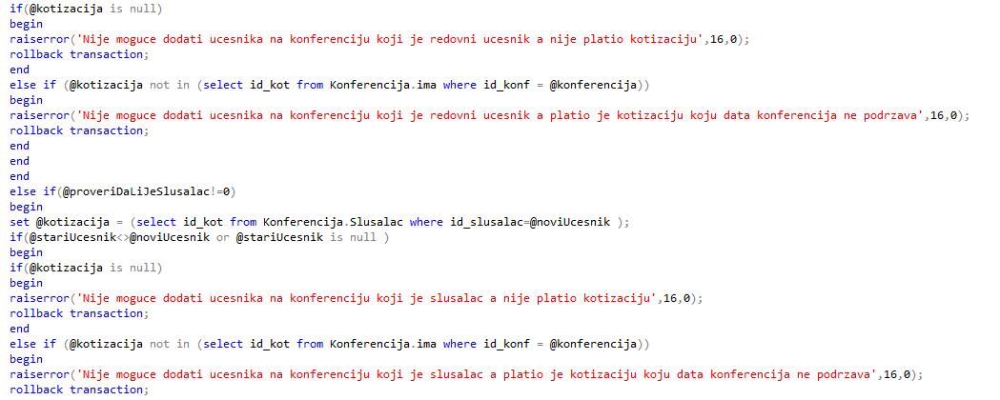 if(@kotizacija is null)
begin
raiserror('Nije moguce dodati ucesnika na konferenciju koji je redovni ucesnik a nije platio kotizaciju',16,0);
rollback transaction;
end
else if (@kotizacija not in (select id_kot from Konferencija.ima where id_konf = @konferencija))
begin
raiserror('Nije moguce dodati ucesnika na konferenciju koji je redovni ucesnik a platio je kotizaciju koju data konferencija ne podrzava',16,0);
rollback transaction;
end
end
end
else if(@proveriDaLiJeSlusalac!=0)
begin
set @kotizacija = (select id_kot from Konferencija.Slusalac where id_slusalac=@noviUcesnik );
if(@stariUcesnik<>@noviUcesnik or @stariUcesnik is null )
begin
if(@kotizacija is null)
begin
raiserror('Nije moguce dodati ucesnika na konferenciju koji je slusalac a nije platio kotizaciju',16,0);
rollback transaction;
end
else if (@kotizacija not in (select id_kot from Konferencija.ima where id_konf = @konferencija))
begin
raiserror('Nije moguce dodati ucesnika na konferenciju koji je slusalac a platio je kotizaciju koju data konferencija ne podrzava',16,0);
rollback transaction;